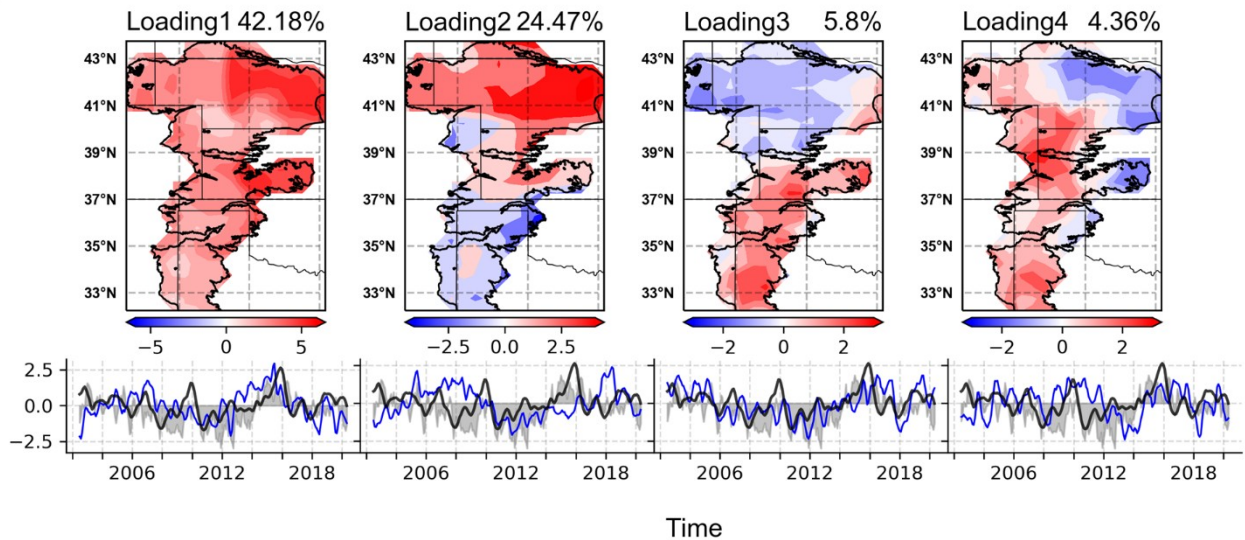 Loading1 42.18%
Loading2 24.47%
Loading3 5.8%
Loading4 4.36%
43°N
41°N
39°N
37°N
35°N
33°N
43°N
41°N
39°N
37°N
35°N
33°N
43°N
41°N
39°N
37°N
35°N
33°N
43°N
41°N
39°N
37°N
35°N
33°N
−5 0 5
−2.5 0.0 2.5
−2 0 2
−2 0 2
2.5
0.0
−2.5
2006 2012 2018
2006 2012 2018
2006 2012 2018
2006 2012 2018
Time